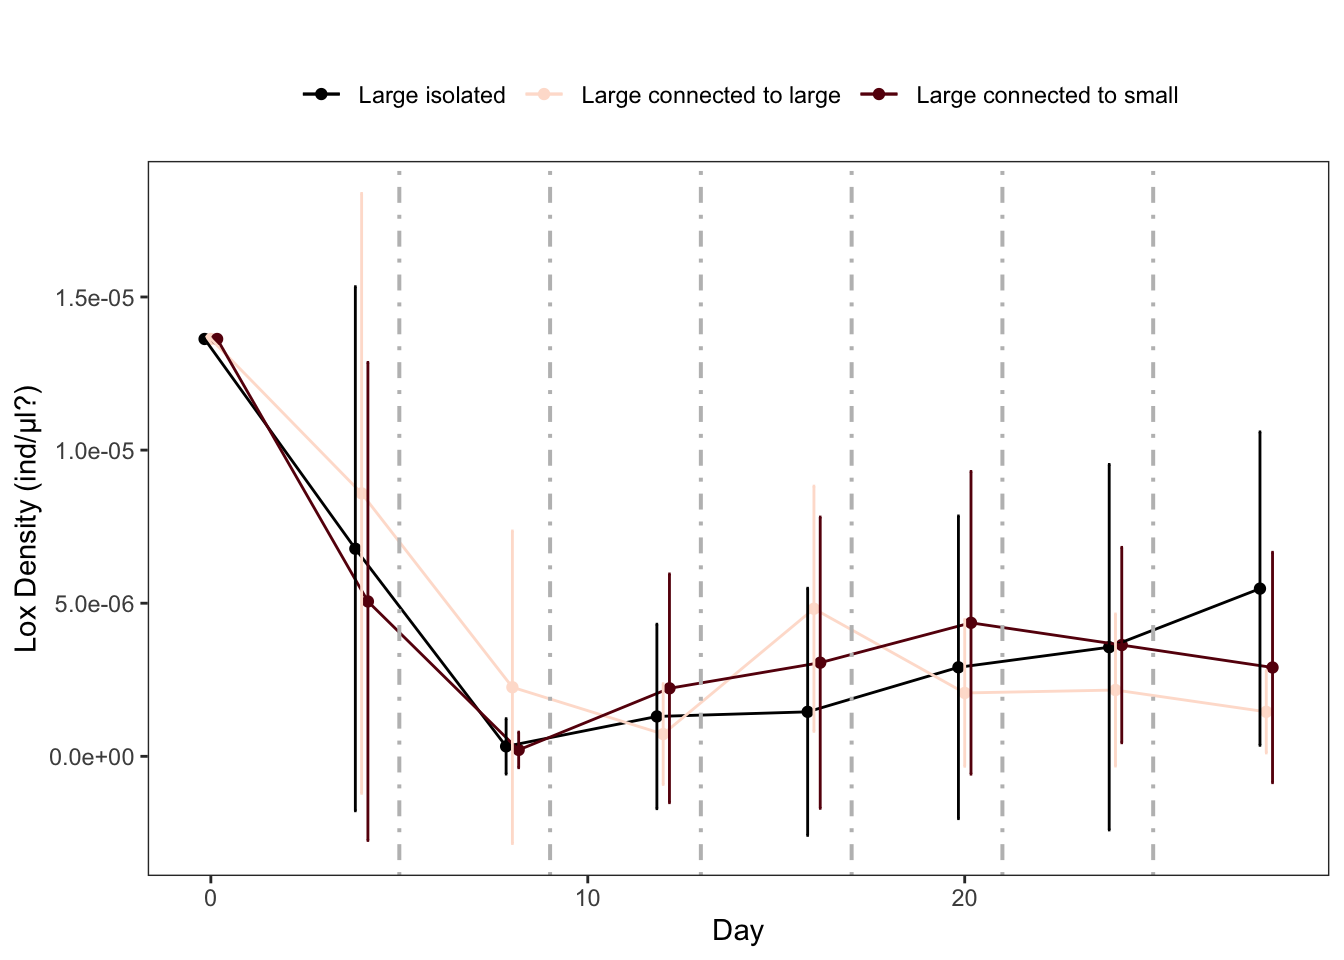 Large isolated Large connected to large Large connected to small
Lox Density (ind/µl?)
1.5e-05
1.0e-05
5.0e-06
0.0e+00
0 10 20
Day